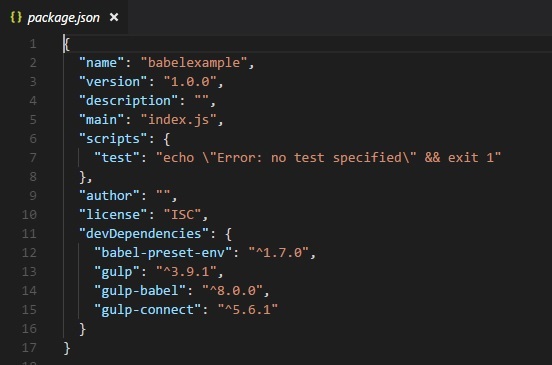 {} package.json ×
1 {
2 "name": "babelexample",
3 "version": "1.0.0",
4 "description": "",
5 "main": "index.js",
6 "scripts": {
7 "test": "echo \"Error: no test specified\" && exit 1"
8 },
9 "author": "",
10 "license": "ISC",
11 "devDependencies": {
12 "babel-preset-env": "^1.7.0",
13 "gulp": "^3.9.1",
14 "gulp-babel": "^8.0.0",
15 "gulp-connect": "^5.6.1"
16 }
17 }
18